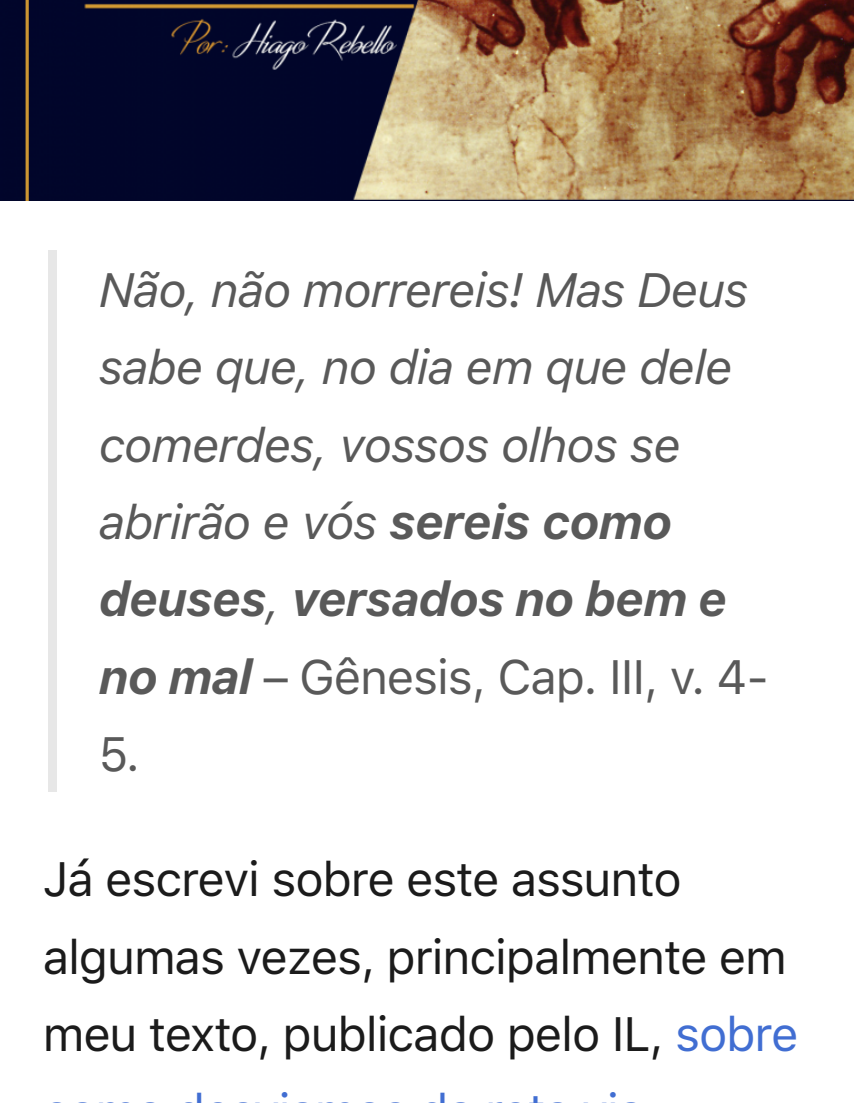 Por: Hiago Rebello
Não, não morrereis! Mas Deus
sabe que, no dia em que dele
comerdes, vossos olhos se
abrirão e vós sereis como
deuses, versados no bem e
no mal – Gênesis, Cap. III, v. 4-
5.
Já escrevi sobre este assunto
algumas vezes, principalmente em
meu texto, publicado pelo IL, sobre